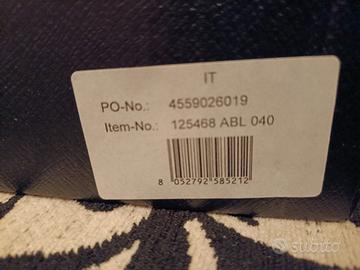 IT
PO-No.: 4559026019
Item-No.: 125468 ABL 040
8 052792 585212
subito